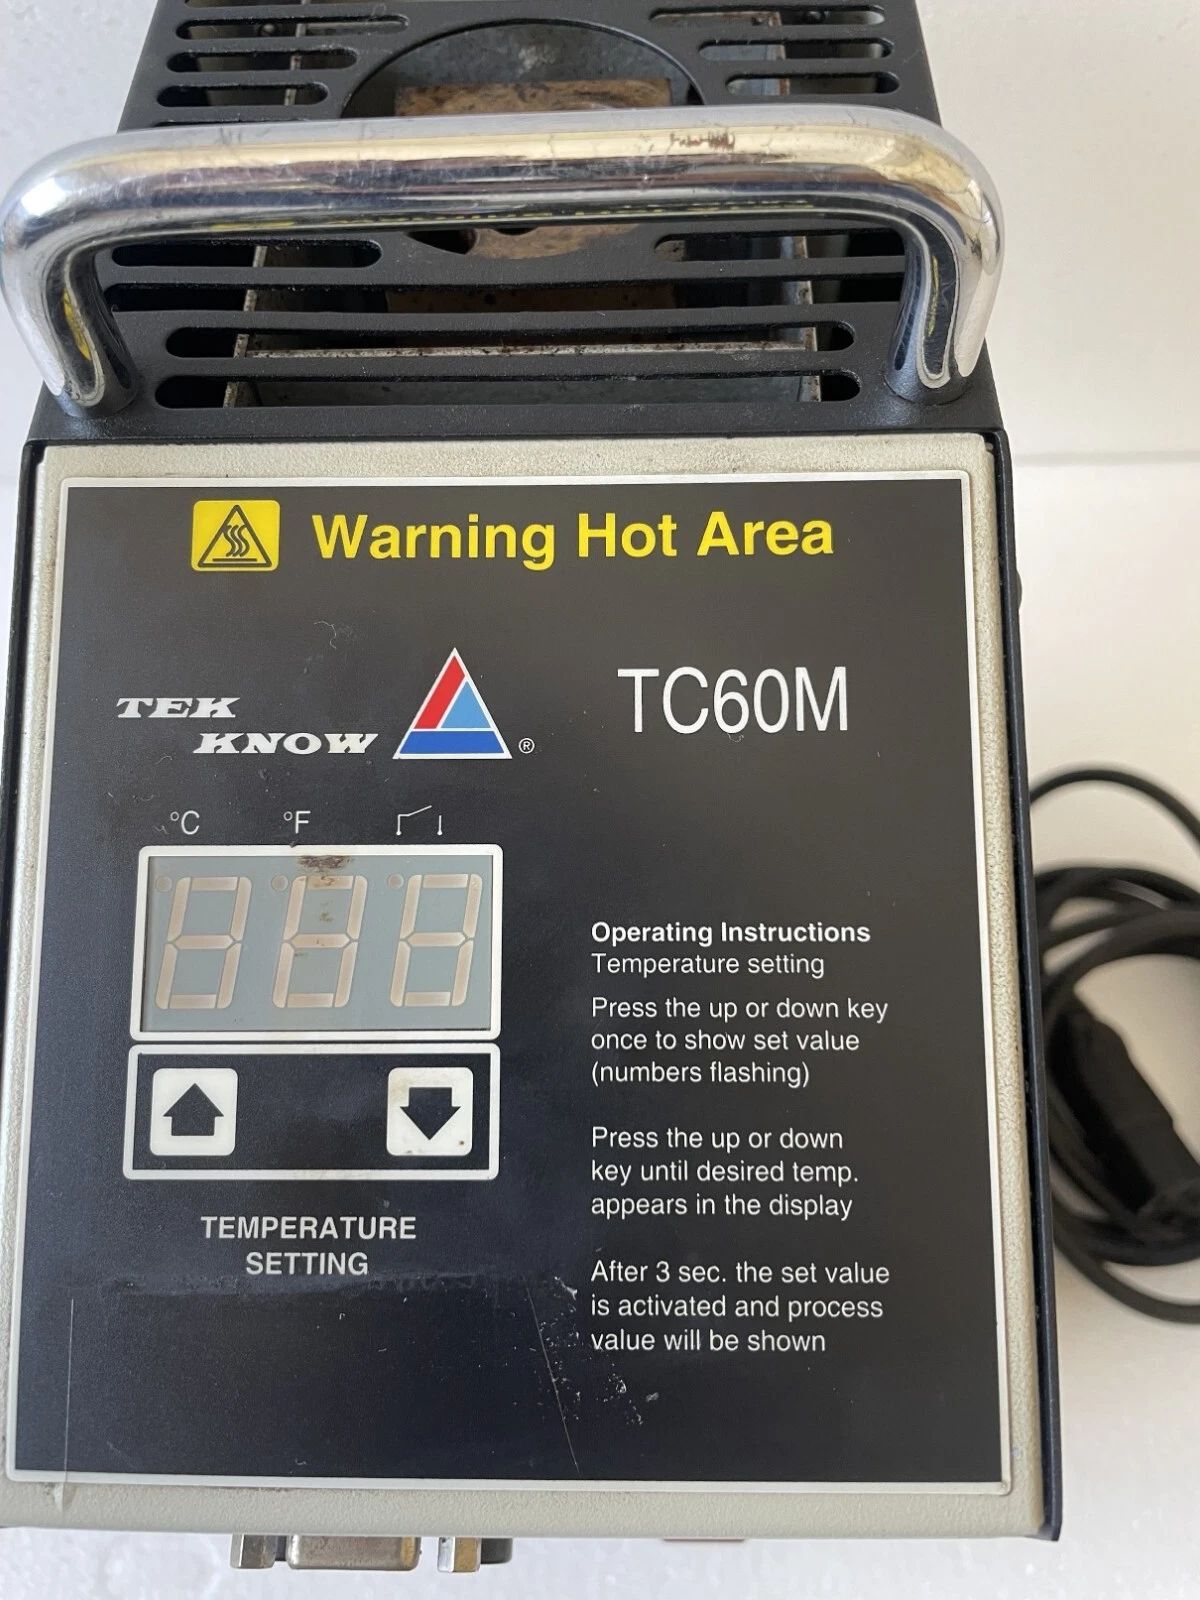 Warning Hot Area
TEK
KNOW
®
TC60M
°C °F
Operating Instructions
Temperature setting
Press the up or down key
once to show set value
(numbers flashing)
Press the up or down
key until desired temp.
appears in the display
After 3 sec. the set value
is activated and process
value will be shown
TEMPERATURE
SETTING